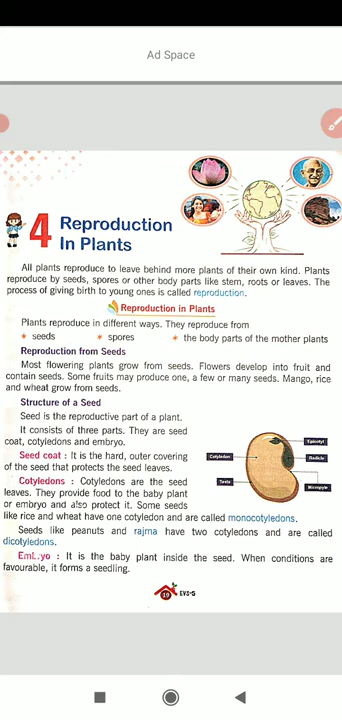 Ad Space
4 Reproduction
In Plants
All plants reproduce to leave behind more plants of their own kind. Plants
reproduce by seeds, spores or other body parts like stem, roots or leaves. The
process of giving birth to young ones is called reproduction.
Reproduction in Plants
Plants reproduce in different ways. They reproduce from
* seeds * spores * the body parts of the mother plants
Reproduction from Seeds
Most flowering plants grow from seeds. Flowers develop into fruit and
contain seeds. Some fruits may produce one, a few or many seeds. Mango, rice
and wheat grow from seeds.
Structure of a Seed
Seed is the reproductive part of a plant.
It consists of three parts. They are seed
coat, cotyledons and embryo.
Seed coat : It is the hard, outer covering
of the seed that protects the seed leaves.
Cotyledons : Cotyledons are the seed
leaves. They provide food to the baby plant
or embryo and also protect it. Some seeds
like rice and wheat have one cotyledon and are called monocotyledons.
Epicotyl
Cotyledon
Radicle
Testa
Micropyle
Seeds like peanuts and rajma have two cotyledons and are called
dicotyledons.
Em..yo : It is the baby plant inside the seed. When conditions are
favourable, it forms a seedling.
19 EVS-5